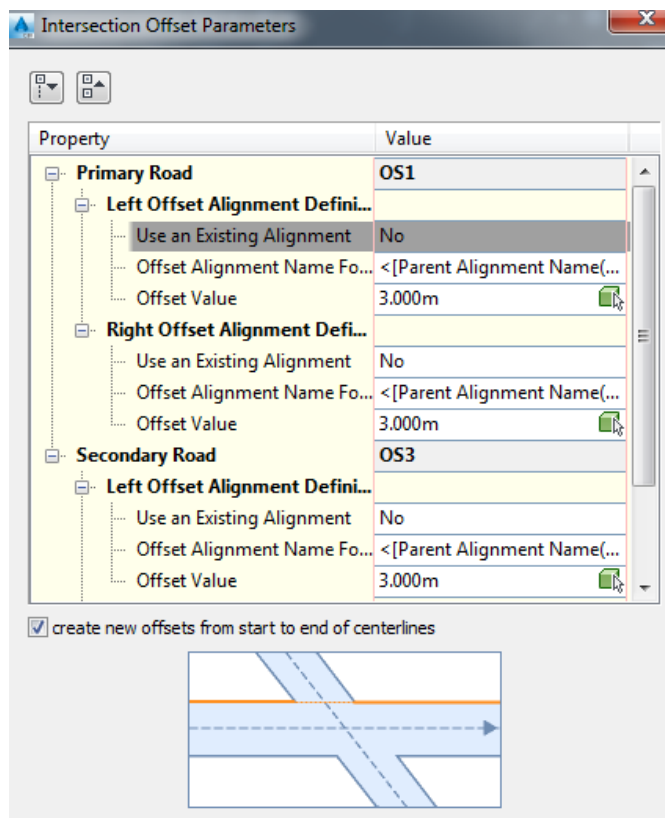 Intersection Offset Parameters
Property Value
Primary Road OS1
Left Offset Alignment Defini...
Use an Existing Alignment No
Offset Alignment Name Fo... <[Parent Alignment Name(...
Offset Value 3.000m
Right Offset Alignment Defi...
Use an Existing Alignment No
Offset Alignment Name Fo... <[Parent Alignment Name(...
Offset Value 3.000m
Secondary Road OS3
Left Offset Alignment Defini...
Use an Existing Alignment No
Offset Alignment Name Fo... <[Parent Alignment Name(...
Offset Value 3.000m
create new offsets from start to end of centerlines